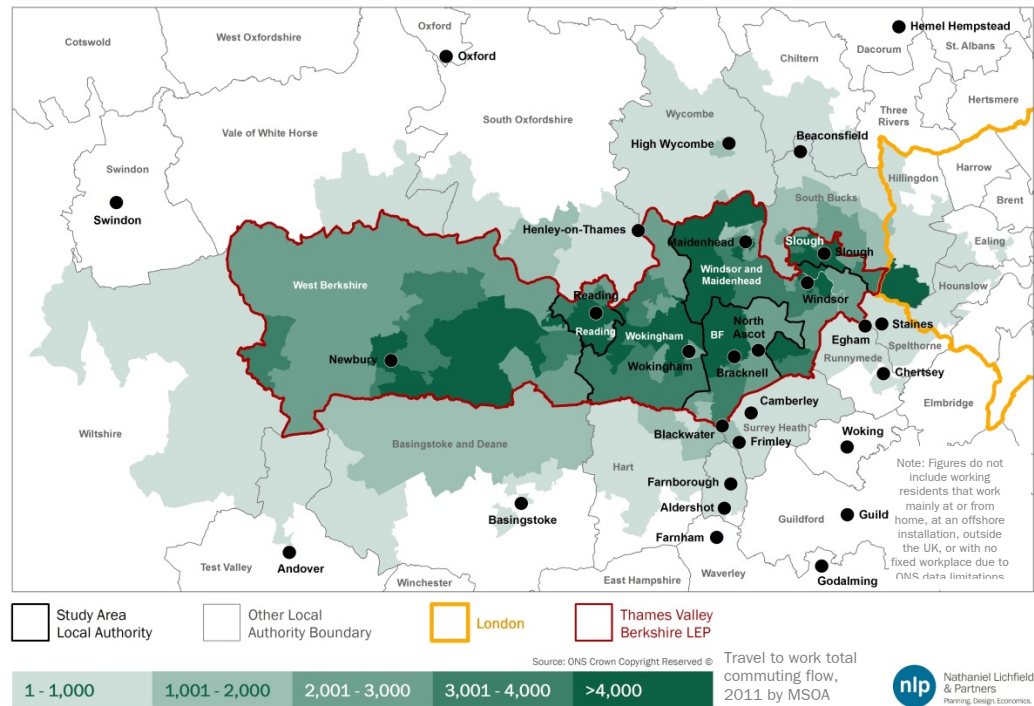 Cotswold
West Oxfordshire
Oxford
Oxford
Hemel Hempstead
Dacorum
St. Albans
Chiltern
Three
Rivers
Hertsmere
Vale of White Horse
South Oxfordshire
Wycombe
High Wycombe
Beaconsfield
Hillingdon
Harrow
Brent
Swindon
Swindon
South Bucks
Ealing
Henley-on-Thames
Maidenhead
Slough
Slough
Hounslow
West Berkshire
Windsor and
Maidenhead
Windsor
Reading
Reading
Wokingham
BF
North
Ascot
Staines
Egham
Spelthorne
Runnymede
Newbury
Wokingham
Bracknell
Chertsey
Elmbridge
Camberley
Surrey Heath
Wiltshire
Basingstoke and Deane
Blackwater
Frimley
Woking
Hart
Farnborough
Aldershot
Basingstoke
Guildford
Guild
Farnham
Andover
Test Valley
Winchester
East Hampshire
Waverley
Godalming
Note: Figures do not
include working
residents that work
mainly at or from
home, at an offshore
installation, outside
the UK, or with no
fixed workplace due to
ONS data limitations
Study Area
Local Authority
Other Local
Authority Boundary
London
Thames Valley
Berkshire LEP
Source: ONS Crown Copyright Reserved ©
1 - 1,000
1,001 - 2,000
2,001 - 3,000
3,001 - 4,000
>4,000
Travel to work total
commuting flow,
2011 by MSOA
nlp
Nathaniel Lichfield
& Partners
Planning. Design. Economics.